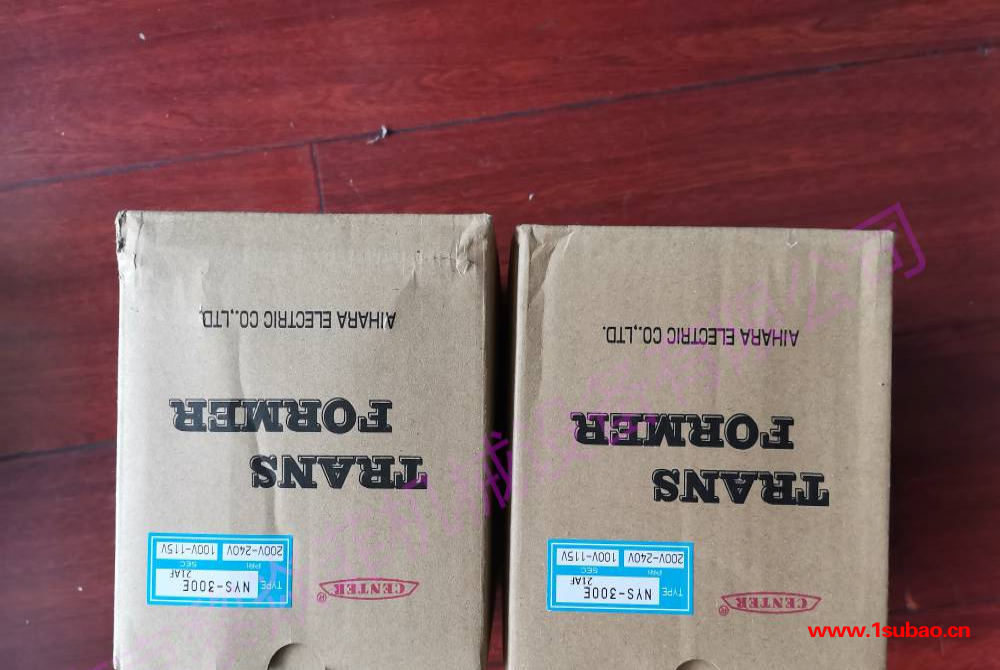 CENTER®
TYPE NYS-300E
21AF
PRI SEC
200V-240V 100V-115V
TRANS
FORMER
AIHARA ELECTRIC CO.,LTD.
CENTER®
TYPE NYS-300E
21AF
PRI SEC
200V-240V 100V-115V
TRANS
FORMER
AIHARA ELECTRIC CO.,LTD.
www.1subao.cn